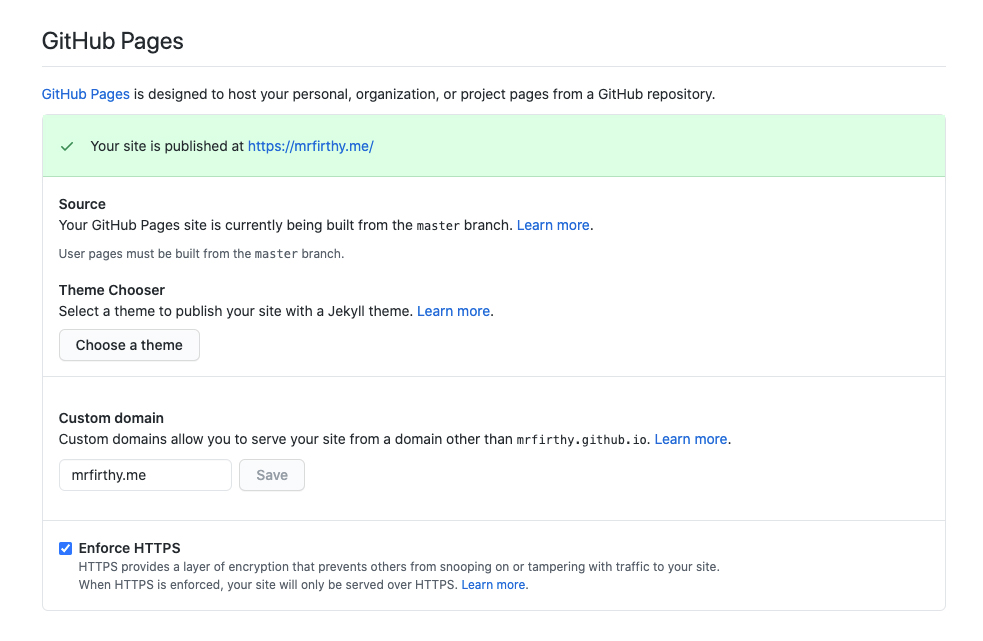 GitHub Pages
GitHub Pages is designed to host your personal, organization, or project pages from a GitHub repository.
Your site is published at https://mrfirthy.me/
Source
Your GitHub Pages site is currently being built from the master branch. Learn more.
User pages must be built from the master branch.
Theme Chooser
Select a theme to publish your site with a Jekyll theme. Learn more.
Choose a theme
Custom domain
Custom domains allow you to serve your site from a domain other than mrfirthy.github.io. Learn more.
mrfirthy.me Save
Enforce HTTPS
HTTPS provides a layer of encryption that prevents others from snooping on or tampering with traffic to your site.
When HTTPS is enforced, your site will only be served over HTTPS. Learn more.